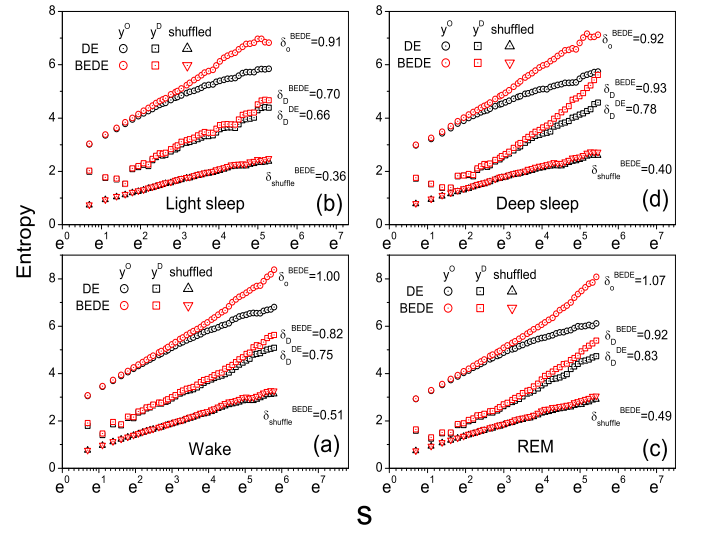 Entropy
8
6
4
2
0
y^O y^D shuffled
DE
BEDE
δ_o^BEDE=0.91
δ_D^BEDE=0.70
δ_D^DE=0.66
δ_shuffle^BEDE=0.36
Light sleep (b)
e^0 e^1 e^2 e^3 e^4 e^5 e^6 e^7
8
6
4
2
0
y^O y^D shuffled
DE
BEDE
δ_o^BEDE=0.92
δ_D^BEDE=0.93
δ_D^DE=0.78
δ_shuffle^BEDE=0.40
Deep sleep (d)
e^0 e^1 e^2 e^3 e^4 e^5 e^6 e^7
8
6
4
2
0
y^O y^D shuffled
DE
BEDE
δ_o^BEDE=1.00
δ_D^BEDE=0.82
δ_D^DE=0.75
δ_shuffle^BEDE=0.51
Wake (a)
e^0 e^1 e^2 e^3 e^4 e^5 e^6 e^7
8
6
4
2
0
y^O y^D shuffled
DE
BEDE
δ_o^BEDE=1.07
δ_D^BEDE=0.92
δ_D^DE=0.83
δ_shuffle^BEDE=0.49
REM (c)
e^0 e^1 e^2 e^3 e^4 e^5 e^6 e^7
s